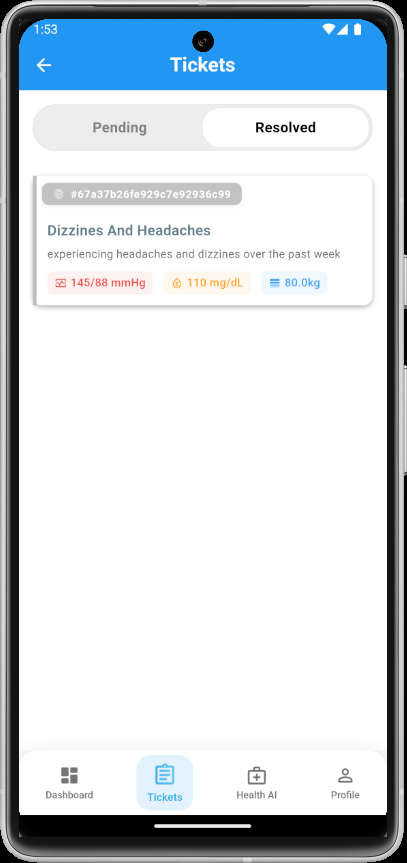 1:53
Tickets
Pending
Resolved
#67a37b26fe929c7e92936c99
Dizzines And Headaches
experiencing headaches and dizzines over the past week
145/88 mmHg 110 mg/dL 80.0kg
Dashboard Tickets Health AI Profile